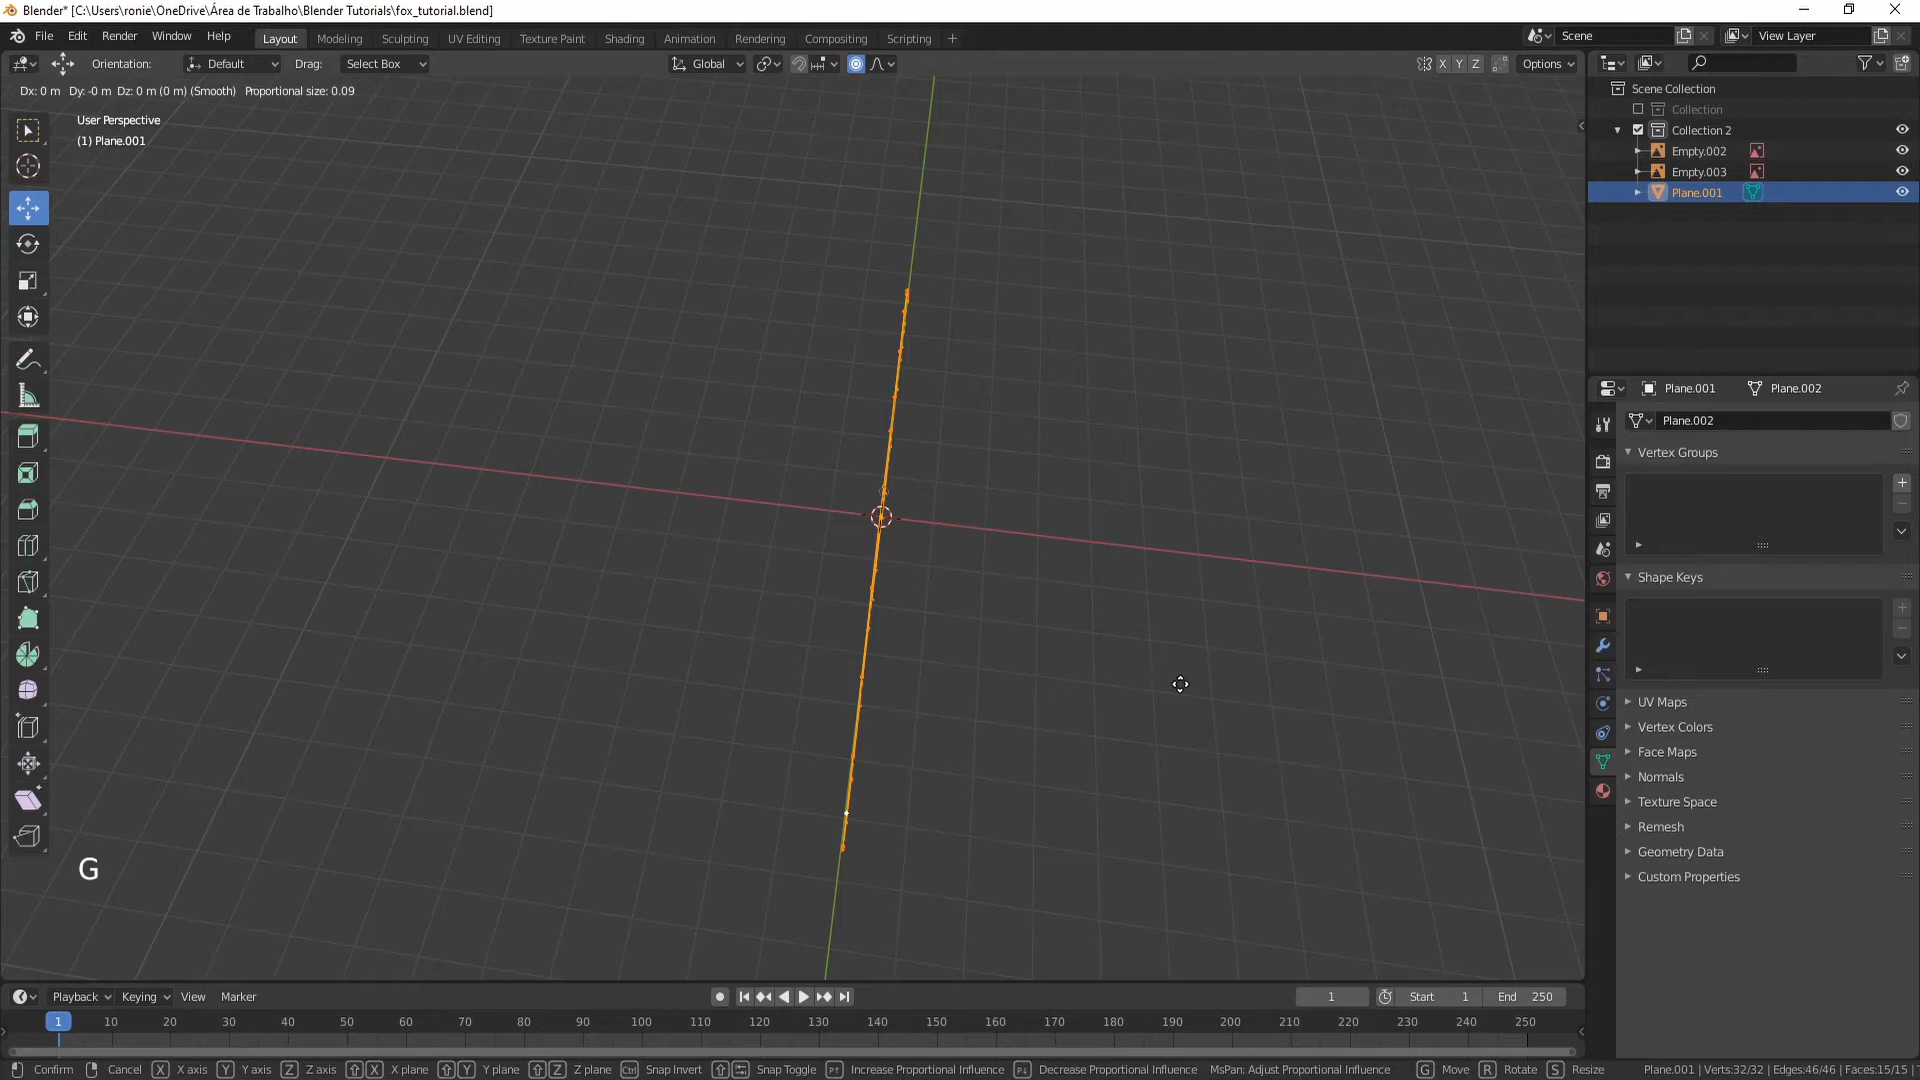 Blender* [C:\Users\ronie\OneDrive\Área de Trabalho\Blender Tutorials\fox_tutorial.blend]
File Edit Render Window Help Layout Modeling Sculpting UV Editing Texture Paint Shading Animation Rendering Compositing Scripting + Scene View Layer
Orientation: Default Drag: Select Box Global X Y Z Options
Dx: 0 m Dy: -0 m Dz: 0 m (0 m) (Smooth) Proportional size: 0.09
User Perspective
(1) Plane.001
Scene Collection
Collection
Collection 2
Empty.002
Empty.003
Plane.001
Plane.001 Plane.002
Plane.002
Vertex Groups
Shape Keys
UV Maps
Vertex Colors
Face Maps
Normals
Texture Space
Remesh
Geometry Data
Custom Properties
G
Playback Keying View Marker 1 Start 1 End 250
1 10 20 30 40 50 60 70 80 90 100 110 120 130 140 150 160 170 180 190 200 210 220 230 240 250
Confirm Cancel X X axis Y Y axis Z Z axis X X plane Y Y plane Z Z plane Ctrl Snap Invert Snap Toggle Increase Proportional Influence Decrease Proportional Influence MsPan: Adjust Proportional Influence G Move R Rotate S Resize Plane.001 | Verts:32/32 | Edges:46/46 | Faces:15/15 |